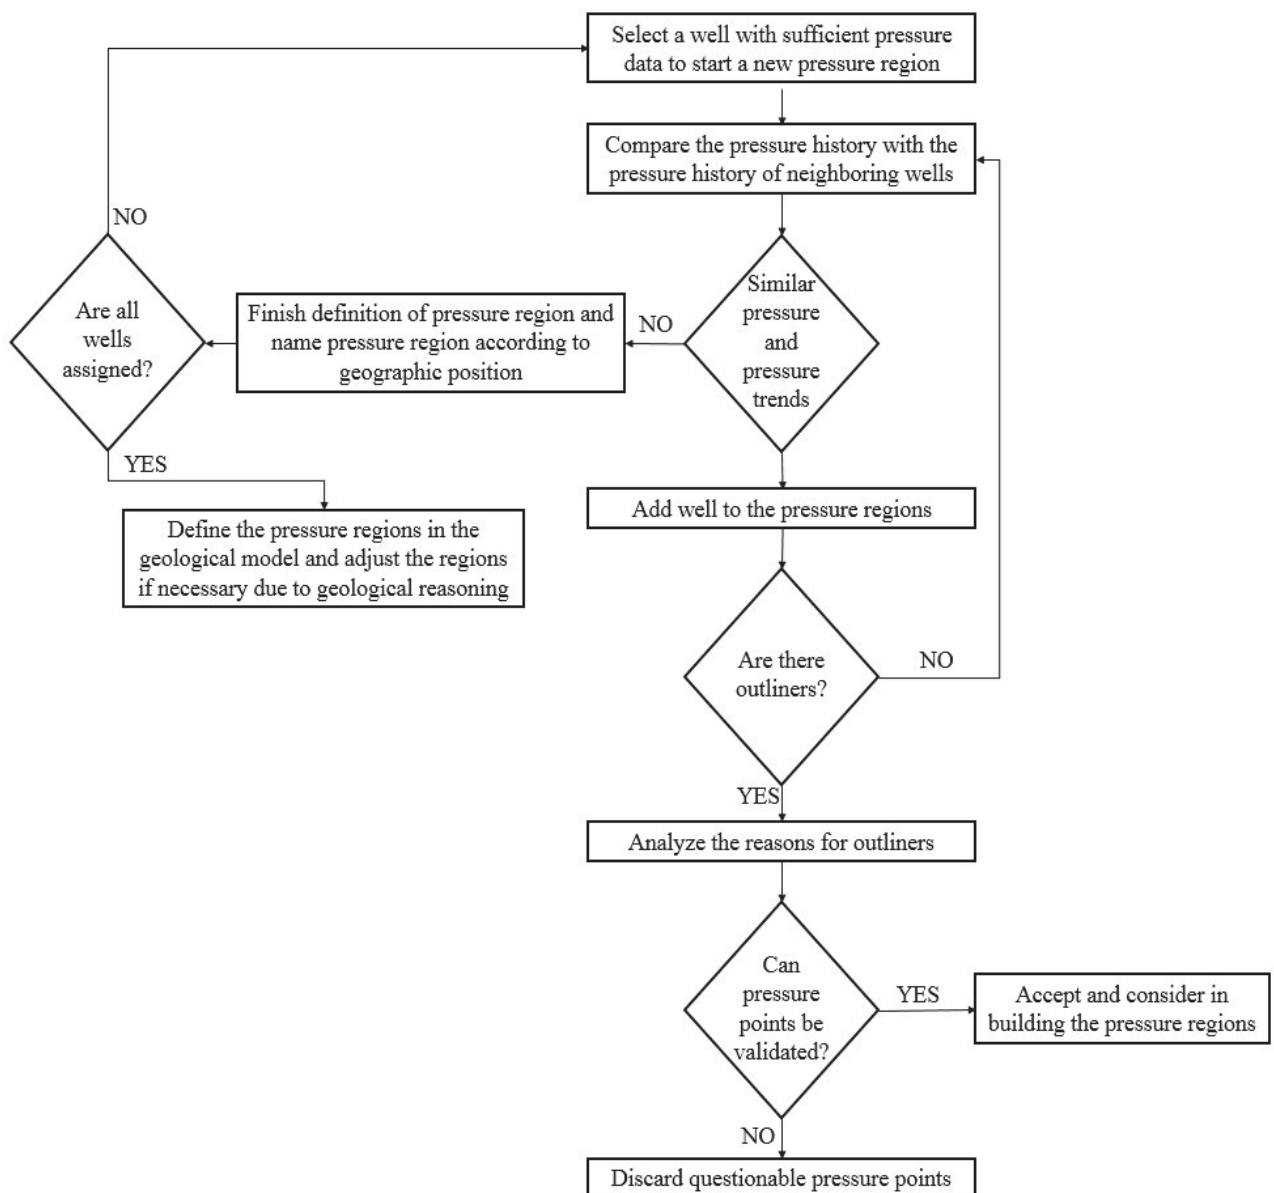 Select a well with sufficient pressure
data to start a new pressure region
Compare the pressure history with the
pressure history of neighboring wells
NO
Similar
pressure
and
pressure
trends
NO
Finish definition of pressure region and
name pressure region according to
geographic position
Are all
wells
assigned?
YES
Define the pressure regions in the
geological model and adjust the regions
if necessary due to geological reasoning
Add well to the pressure regions
Are there
outliners?
NO
YES
Analyze the reasons for outliners
Can
pressure
points be
validated?
YES
Accept and consider in
building the pressure regions
NO
Discard questionable pressure points